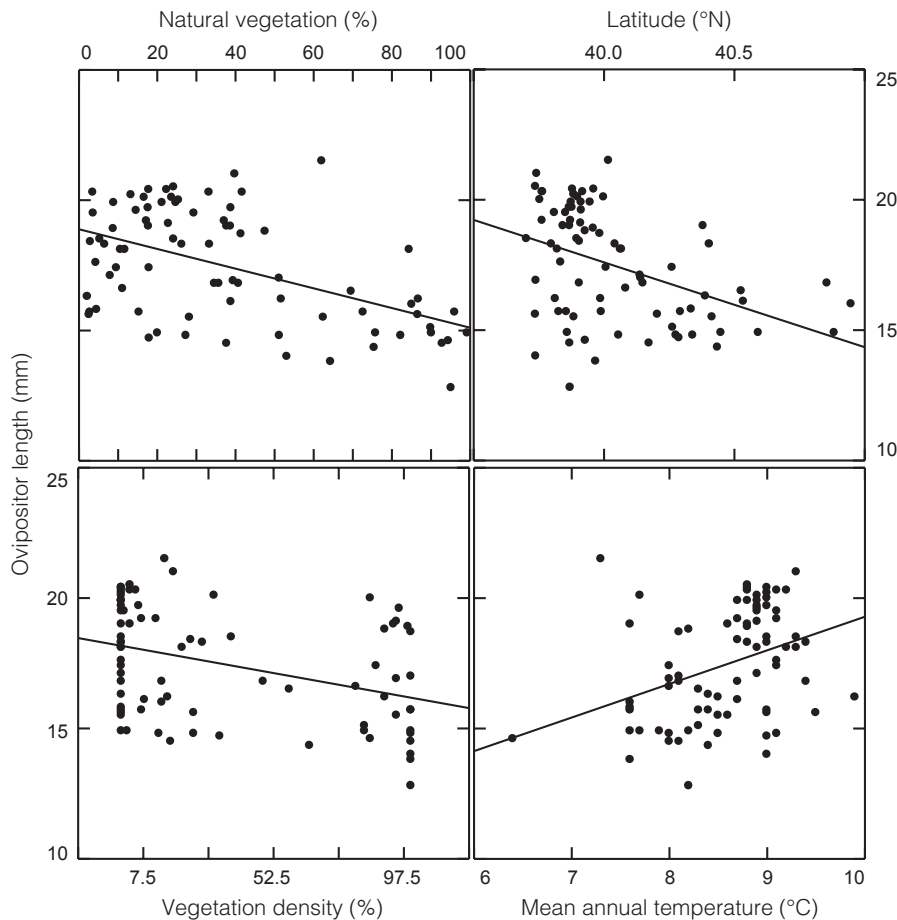 Natural vegetation (%)
Latitude (°N)
0 20 40 60 80 100
40.0 40.5
25
20
15
10
Ovipositor length (mm)
25
20
15
10
7.5 52.5 97.5
6 7 8 9 10
Vegetation density (%)
Mean annual temperature (°C)